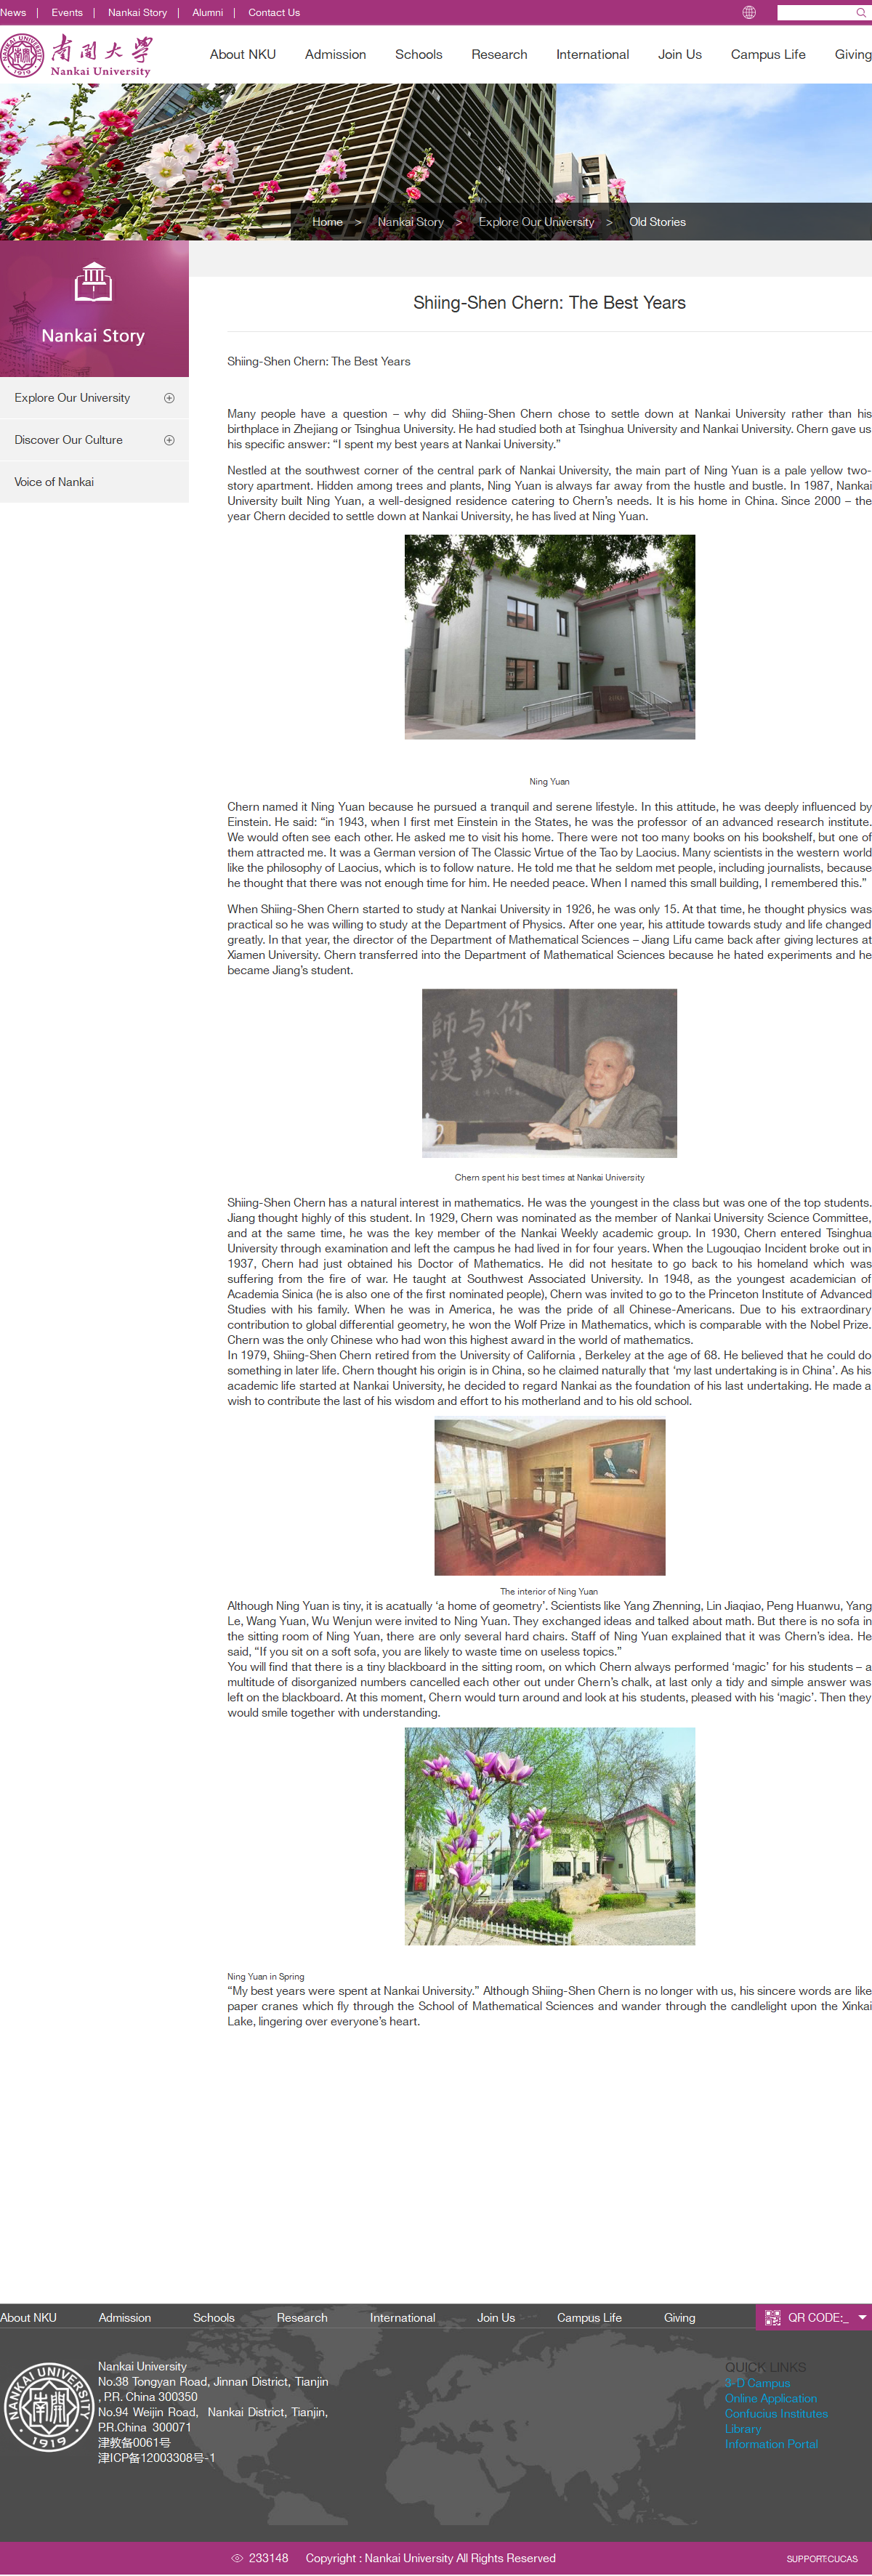 News | Events | Nankai Story | Alumni | Contact Us
南開大學
Nankai University
NANKAI UNIVERSITY
1919
About NKU Admission Schools Research International Join Us Campus Life Giving
Home > Nankai Story > Explore Our University > Old Stories
Nankai Story
Explore Our University
Discover Our Culture
Voice of Nankai
Shiing-Shen Chern: The Best Years
Shiing-Shen Chern: The Best Years
Many people have a question – why did Shiing-Shen Chern chose to settle down at Nankai University rather than his
birthplace in Zhejiang or Tsinghua University. He had studied both at Tsinghua University and Nankai University. Chern gave us
his specific answer: “I spent my best years at Nankai University.”
Nestled at the southwest corner of the central park of Nankai University, the main part of Ning Yuan is a pale yellow two-
story apartment. Hidden among trees and plants, Ning Yuan is always far away from the hustle and bustle. In 1987, Nankai
University built Ning Yuan, a well-designed residence catering to Chern’s needs. It is his home in China. Since 2000 – the
year Chern decided to settle down at Nankai University, he has lived at Ning Yuan.
Ning Yuan
Chern named it Ning Yuan because he pursued a tranquil and serene lifestyle. In this attitude, he was deeply influenced by
Einstein. He said: “in 1943, when I first met Einstein in the States, he was the professor of an advanced research institute.
We would often see each other. He asked me to visit his home. There were not too many books on his bookshelf, but one of
them attracted me. It was a German version of The Classic Virtue of the Tao by Laocius. Many scientists in the western world
like the philosophy of Laocius, which is to follow nature. He told me that he seldom met people, including journalists, because
he thought that there was not enough time for him. He needed peace. When I named this small building, I remembered this.”
When Shiing-Shen Chern started to study at Nankai University in 1926, he was only 15. At that time, he thought physics was
practical so he was willing to study at the Department of Physics. After one year, his attitude towards study and life changed
greatly. In that year, the director of the Department of Mathematical Sciences – Jiang Lifu came back after giving lectures at
Xiamen University. Chern transferred into the Department of Mathematical Sciences because he hated experiments and he
became Jiang’s student.
師与你
漫談
Chern spent his best times at Nankai University
Shiing-Shen Chern has a natural interest in mathematics. He was the youngest in the class but was one of the top students.
Jiang thought highly of this student. In 1929, Chern was nominated as the member of Nankai University Science Committee,
and at the same time, he was the key member of the Nankai Weekly academic group. In 1930, Chern entered Tsinghua
University through examination and left the campus he had lived in for four years. When the Lugouqiao Incident broke out in
1937, Chern had just obtained his Doctor of Mathematics. He did not hesitate to go back to his homeland which was
suffering from the fire of war. He taught at Southwest Associated University. In 1948, as the youngest academician of
Academia Sinica (he is also one of the first nominated people), Chern was invited to go to the Princeton Institute of Advanced
Studies with his family. When he was in America, he was the pride of all Chinese-Americans. Due to his extraordinary
contribution to global differential geometry, he won the Wolf Prize in Mathematics, which is comparable with the Nobel Prize.
Chern was the only Chinese who had won this highest award in the world of mathematics.
In 1979, Shiing-Shen Chern retired from the University of California , Berkeley at the age of 68. He believed that he could do
something in later life. Chern thought his origin is in China, so he claimed naturally that ‘my last undertaking is in China’. As his
academic life started at Nankai University, he decided to regard Nankai as the foundation of his last undertaking. He made a
wish to contribute the last of his wisdom and effort to his motherland and to his old school.
The interior of Ning Yuan
Although Ning Yuan is tiny, it is acatually ‘a home of geometry’. Scientists like Yang Zhenning, Lin Jiaqiao, Peng Huanwu, Yang
Le, Wang Yuan, Wu Wenjun were invited to Ning Yuan. They exchanged ideas and talked about math. But there is no sofa in
the sitting room of Ning Yuan, there are only several hard chairs. Staff of Ning Yuan explained that it was Chern’s idea. He
said, “If you sit on a soft sofa, you are likely to waste time on useless topics.”
You will find that there is a tiny blackboard in the sitting room, on which Chern always performed ‘magic’ for his students – a
multitude of disorganized numbers cancelled each other out under Chern’s chalk, at last only a tidy and simple answer was
left on the blackboard. At this moment, Chern would turn around and look at his students, pleased with his ‘magic’. Then they
would smile together with understanding.
Ning Yuan in Spring
“My best years were spent at Nankai University.” Although Shiing-Shen Chern is no longer with us, his sincere words are like
paper cranes which fly through the School of Mathematical Sciences and wander through the candlelight upon the Xinkai
Lake, lingering over everyone’s heart.
About NKU Admission Schools Research International Join Us Campus Life Giving QR CODE:_
NANKAI UNIVERSITY
1919
Nankai University
No.38 Tongyan Road, Jinnan District, Tianjin
, P.R. China 300350
No.94 Weijin Road, Nankai District, Tianjin,
P.R.China 300071
津教备0061号
津ICP备12003308号-1
QUICK LINKS
3-D Campus
Online Application
Confucius Institutes
Library
Information Portal
233148 Copyright : Nankai University All Rights Reserved
SUPPORT:CUCAS